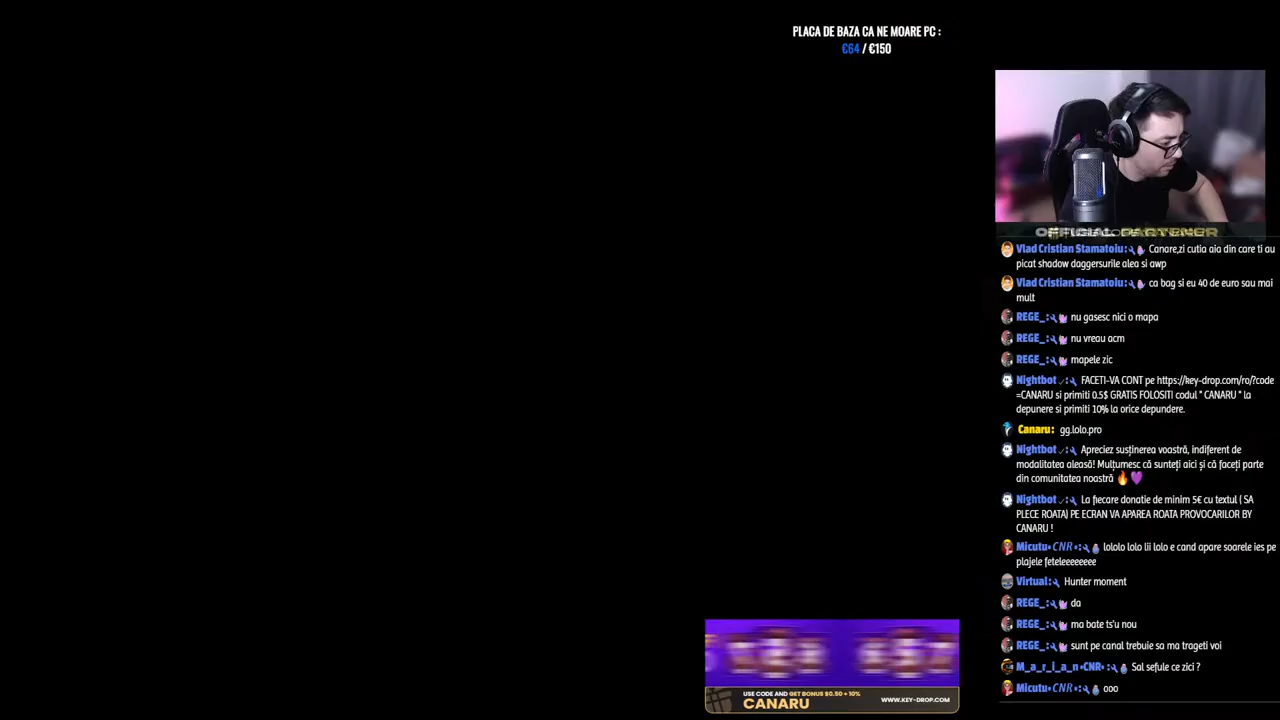 PLACA DE BAZA CA NE MOARE PC :
€64 / €150
OFFICIAL PARTENER
Vlad Cristian Stamatoiu: Canare,zi cutia aia din care ti au
picat shadow daggersurile alea si awp
Vlad Cristian Stamatoiu: ca bag si eu 40 de euro sau mai
mult
REGE_: nu gasesc nici o mapa
REGE_: nu vreau acm
REGE_: mapele zic
Nightbot: FACETI-VA CONT pe https://key-drop.com/ro/?code
=CANARU si primiti 0.5$ GRATIS FOLOSITI codul " CANARU " la
depunere si primiti 10% la orice depundere.
Canaru: gg.lolo.pro
Nightbot: Apreciez susținerea voastră, indiferent de
modalitatea aleasă! Mulțumesc că sunteți aici și că faceți parte
din comunitatea noastră 🔥💜
Nightbot: La fiecare donatie de minim 5€ cu textul ( SA
PLECE ROATA) PE ECRAN VA APAREA ROATA PROVOCARILOR BY
CANARU !
Micutu•CNR•: lololo lolo lii lolo e cand apare soarele ies pe
plajele feteleeeeeee
Virtual: Hunter moment
REGE_: da
REGE_: ma bate ts'u nou
REGE_: sunt pe canal trebuie sa ma trageti voi
M_a_r_i_a_n •CNR•: Sal sefule ce zici ?
Micutu•CNR•: ooo
USE CODE AND GET BONUS $0.50 + 10%
CANARU
WWW.KEY-DROP.COM